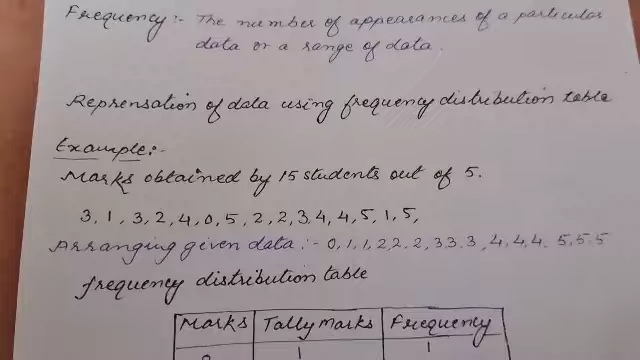 Frequency :- The number of appearances of a particular
data or a range of data.
Reprensation of data using frequency distribution table
Example:-
Marks obtained by 15 students out of 5.
3, 1, 3, 2, 4, 0, 5, 2, 2, 3, 4, 4, 5, 1, 5,
Arranging given data :- 0, 1, 1, 2, 2, 2, 3, 3, 3, 4, 4, 4, 5, 5, 5
frequency distribution table
Marks Tally marks Frequency